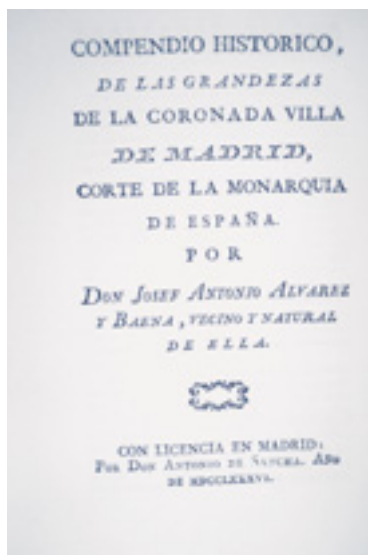 COMPENDIO HISTORICO,
DE LAS GRANDEZAS
DE LA CORONADA VILLA
DE MADRID,
CORTE DE LA MONARQUIA
DE ESPAÑA.
POR
DON JOSEF ANTONIO ALVAREZ
Y BAENA, VECINO Y NATURAL
DE ELLA.
CON LICENCIA EN MADRID:
POR DON ANTONIO DE SANCHA. AÑO
DE MDCCLXXXVI.